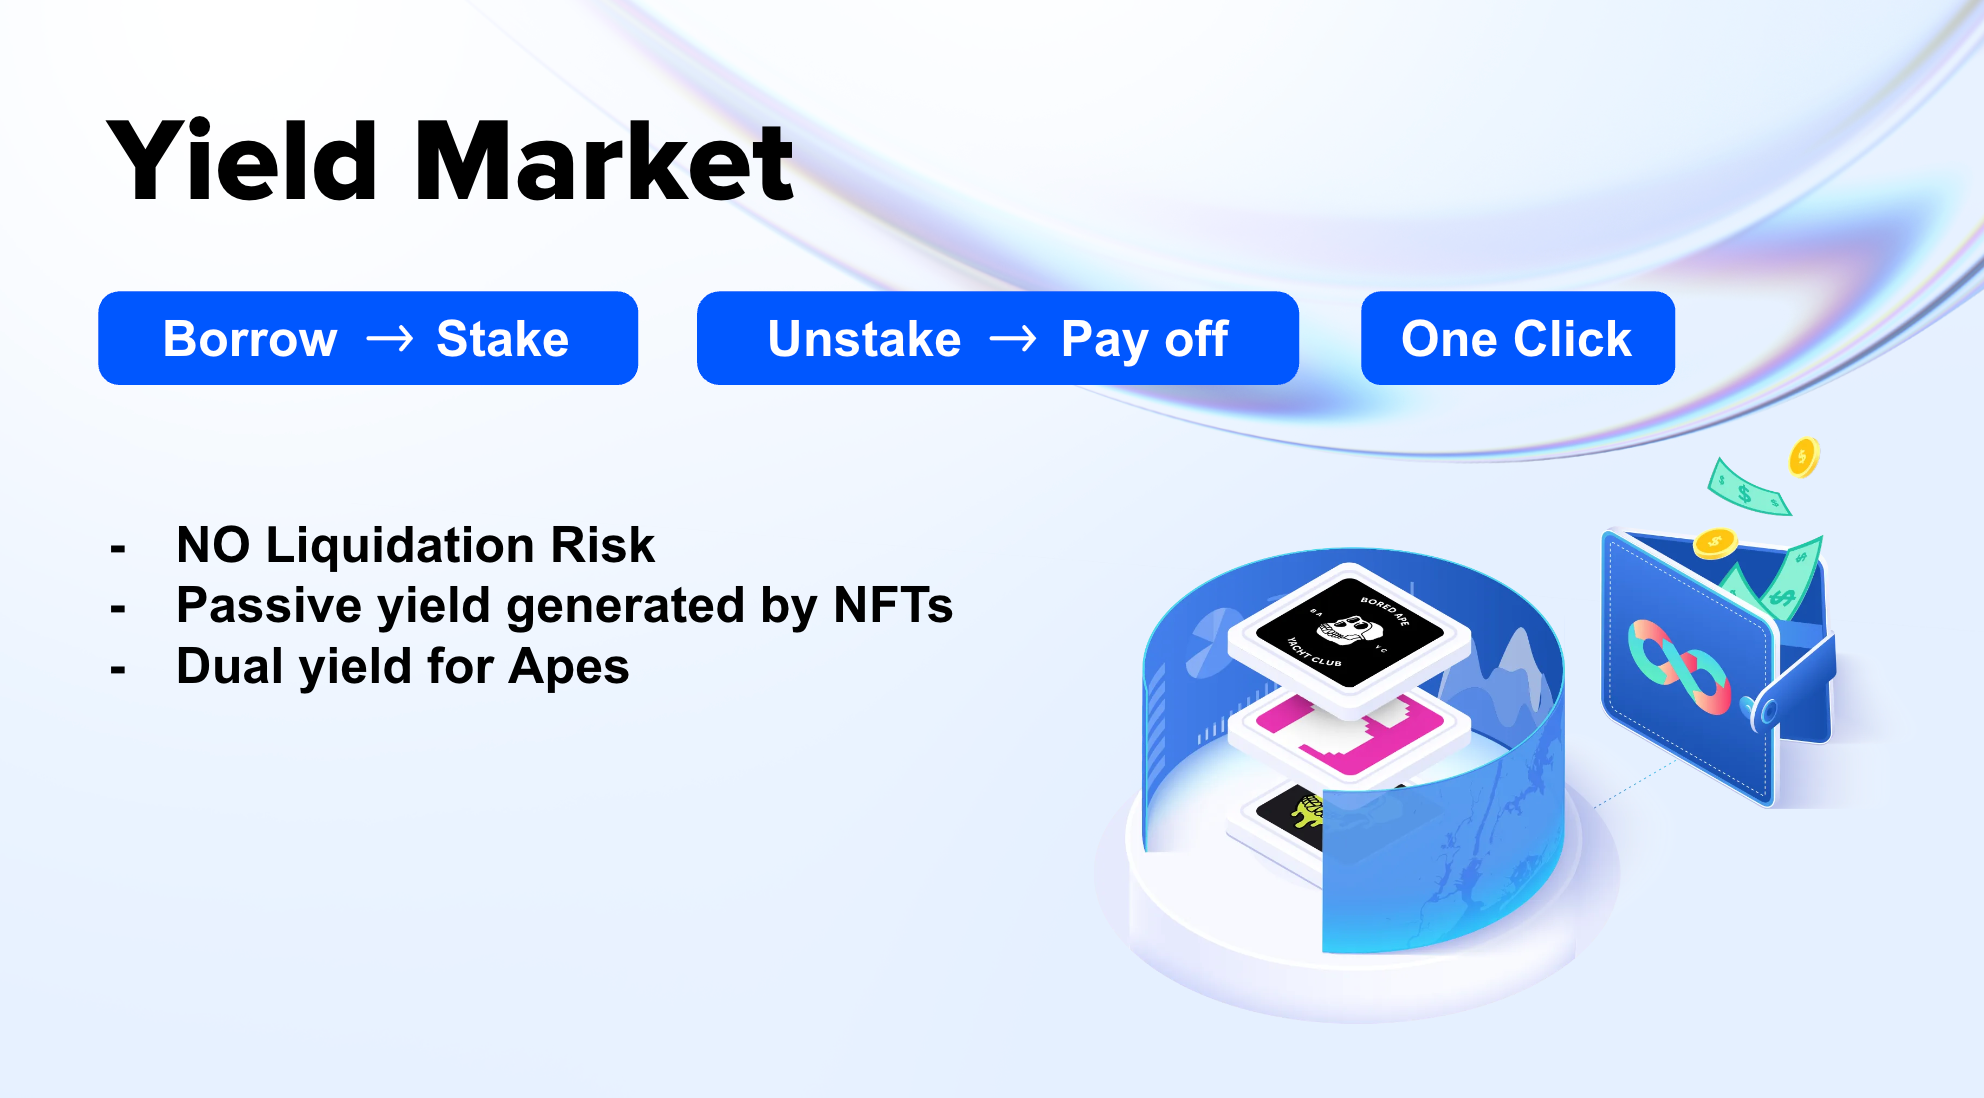 Yield Market
Borrow → Stake
Unstake → Pay off
One Click
- NO Liquidation Risk
- Passive yield generated by NFTs
- Dual yield for Apes
BORED APE
B A
Y C
YACHT CLUB
$
$
$
$
$
$
$